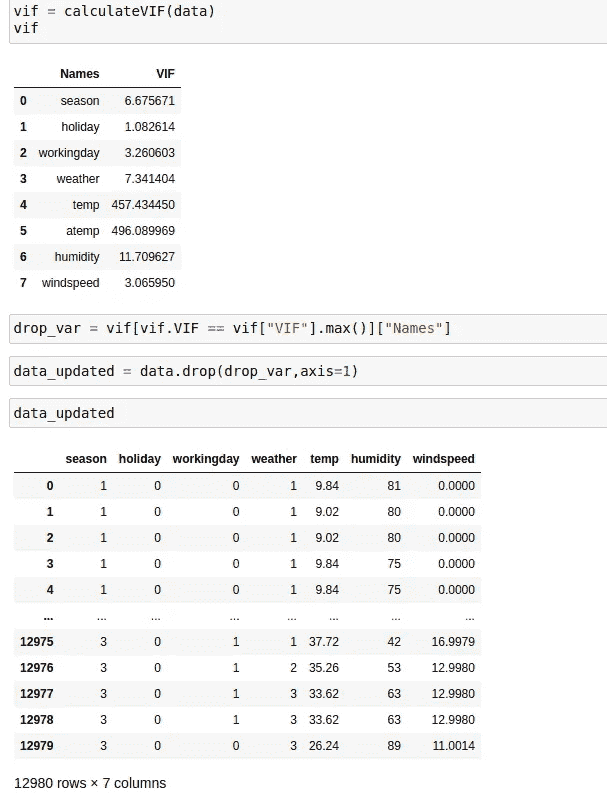 vif = calculateVIF(data)
vif
Names VIF
0 season 6.675671
1 holiday 1.082614
2 workingday 3.260603
3 weather 7.341404
4 temp 457.434450
5 atemp 496.089969
6 humidity 11.709627
7 windspeed 3.065950
drop_var = vif[vif.VIF == vif["VIF"].max()]["Names"]
data_updated = data.drop(drop_var,axis=1)
data_updated
season holiday workingday weather temp humidity windspeed
0 1 0 0 1 9.84 81 0.0000
1 1 0 0 1 9.02 80 0.0000
2 1 0 0 1 9.02 80 0.0000
3 1 0 0 1 9.84 75 0.0000
4 1 0 0 1 9.84 75 0.0000
... ... ... ... ... ... ... ...
12975 3 0 1 1 37.72 42 16.9979
12976 3 0 1 2 35.26 53 12.9980
12977 3 0 1 3 33.62 63 12.9980
12978 3 0 1 3 33.62 63 12.9980
12979 3 0 0 3 26.24 89 11.0014
12980 rows × 7 columns